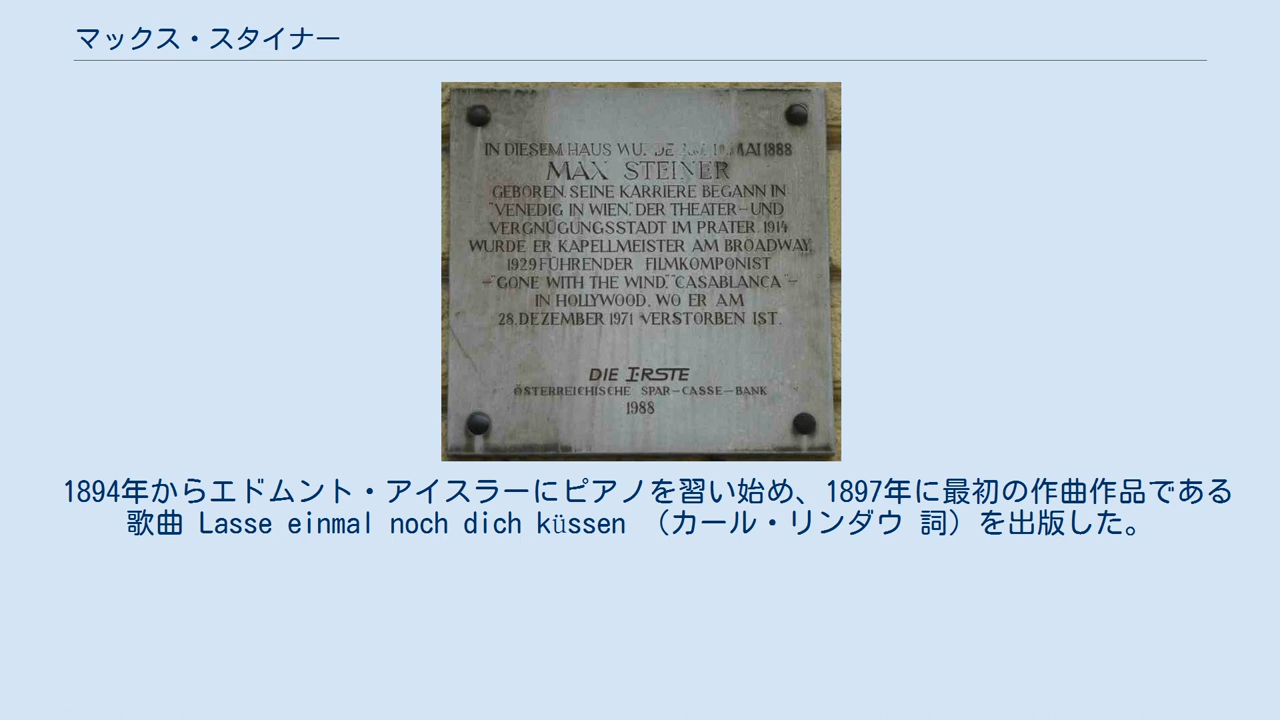 マックス・スタイナー
IN DIESEM HAUS 10. MAI 1888
MAX STEINER
GEBOREN. SEINE KARRIERE BEGANN IN
"VENEDIG IN WIEN", DER THEATER-UND
VERGNÜGUNGSSTADT IM PRATER. 1914
WURDE ER KAPELLMEISTER AM BROADWAY,
1929 FÜHRENDER FILMKOMPONIST
-"GONE WITH THE WIND," "CASABLANCA"-
IN HOLLYWOOD, WO ER AM
28. DEZEMBER 1971 VERSTORBEN IST.
DIE ERSTE
ÖSTERREICHISCHE SPAR-CASSE-BANK
1988
1894年からエドムント・アイスラーにピアノを習い始め、1897年に最初の作曲作品である
歌曲 Lasse einmal noch dich küssen （カール・リンダウ 詞）を出版した。